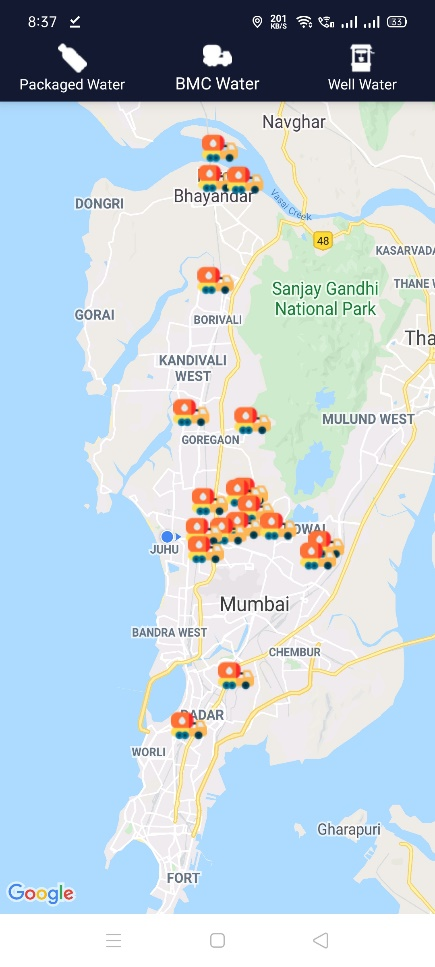 8:37
201
KB/S
33
Packaged Water
BMC Water
Well Water
Navghar
Bhayandar
DONGRI
Vasai Creek
48
KASARVADA
THANE
Sanjay Gandhi
National Park
GORAI
BORIVALI
Tha
KANDIVALI
WEST
MULUND WEST
GOREGAON
OWAI
JUHU
Mumbai
BANDRA WEST
CHEMBUR
DADAR
WORLI
Gharapuri
FORT
Google